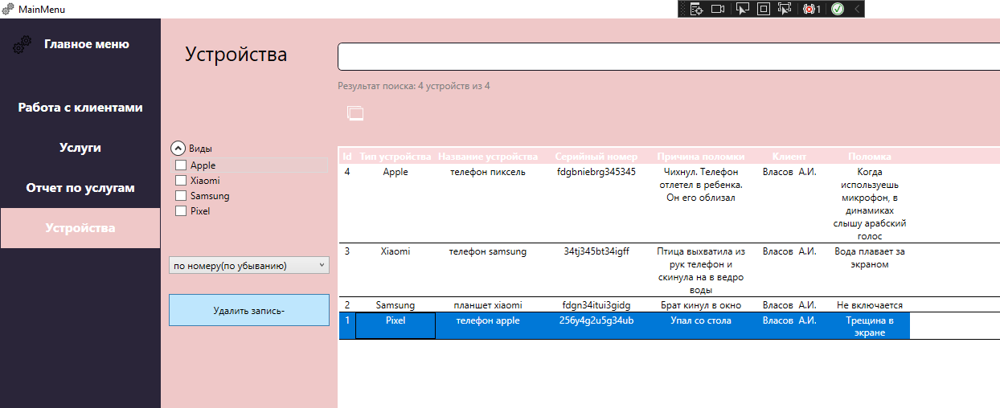 MainMenu
1
Главное меню
Работа с клиентами
Услуги
Отчет по услугам
Устройства
Устройства
Результат поиска: 4 устройств из 4
Виды
Apple
Xiaomi
Samsung
Pixel
по номеру(по убыванию)
Удалить запись-
Id Тип устройства Название устройства Серийный номер Причина поломки Клиент Поломка
4 Apple телефон пиксель fdgbniebrg345345 Чихнул. Телефон Власов А.И. Когда
отлетел в ребенка. используешь
Он его облизал микрофон, в
динамиках
слышу арабский
голос
3 Xiaomi телефон samsung 34tj345bt34igff Птица выхватила из Власов А.И. Вода плавает за
рук телефон и экраном
скинула на в ведро
воды
2 Samsung планшет xiaomi fdgn34itui3gidg Брат кинул в окно Власов А.И. Не включается
1 Pixel телефон apple 256y4g2u5g34ub Упал со стола Власов А.И. Трещина в
экране